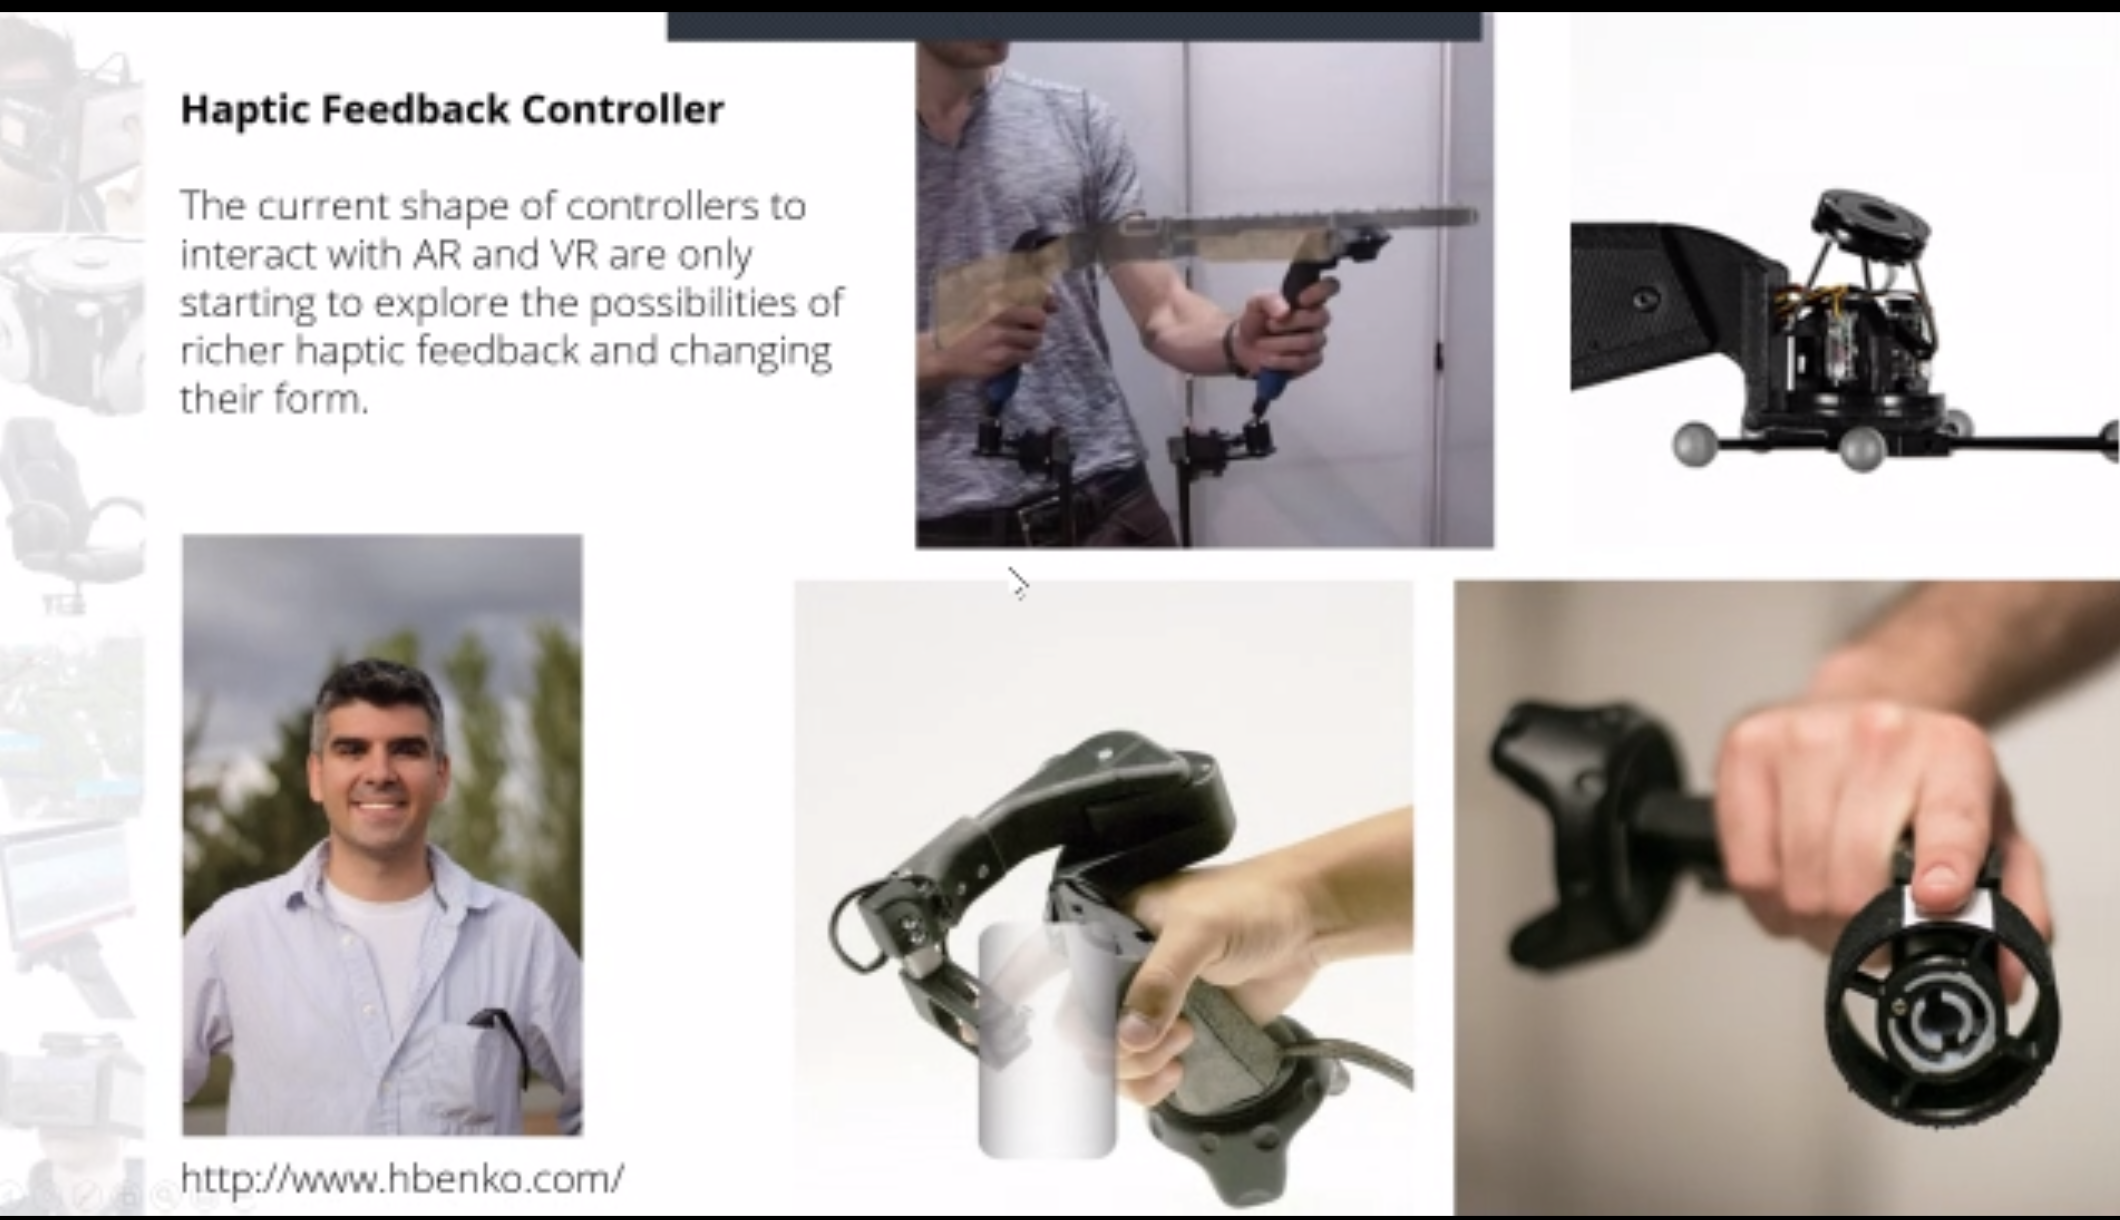 Haptic Feedback Controller
The current shape of controllers to
interact with AR and VR are only
starting to explore the possibilities of
richer haptic feedback and changing
their form.
http://www.hbenko.com/